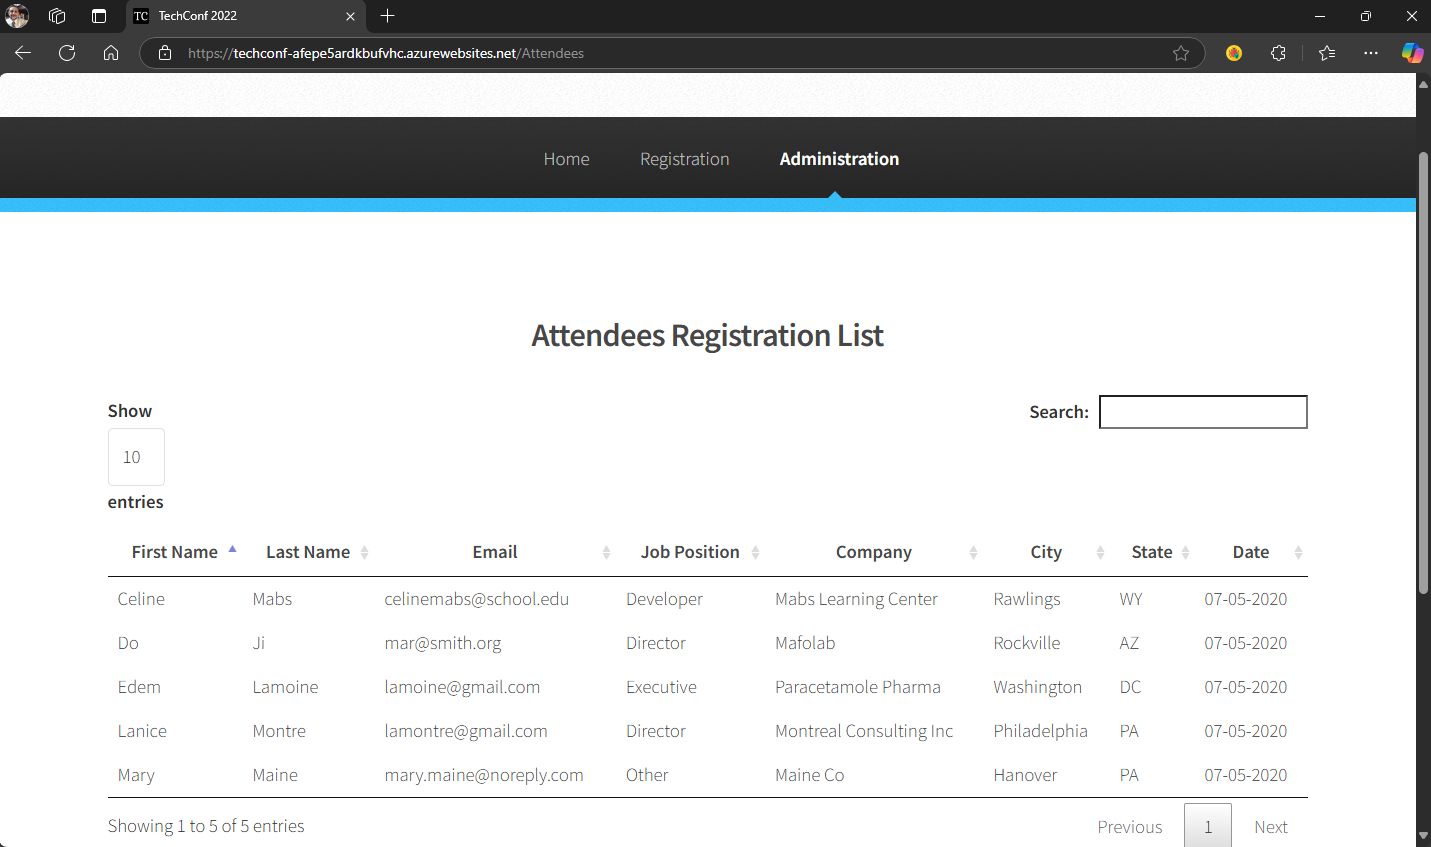 TC TechConf 2022
https://techconf-afepe5ardkbufvhc.azurewebsites.net/Attendees
Home Registration Administration
Attendees Registration List
Show
10
entries
Search:
First Name Last Name Email Job Position Company City State Date
Celine Mabs celinemabs@school.edu Developer Mabs Learning Center Rawlings WY 07-05-2020
Do Ji mar@smith.org Director Mafolab Rockville AZ 07-05-2020
Edem Lamoine lamoine@gmail.com Executive Paracetamole Pharma Washington DC 07-05-2020
Lanice Montre lamontre@gmail.com Director Montreal Consulting Inc Philadelphia PA 07-05-2020
Mary Maine mary.maine@noreply.com Other Maine Co Hanover PA 07-05-2020
Showing 1 to 5 of 5 entries
Previous 1 Next